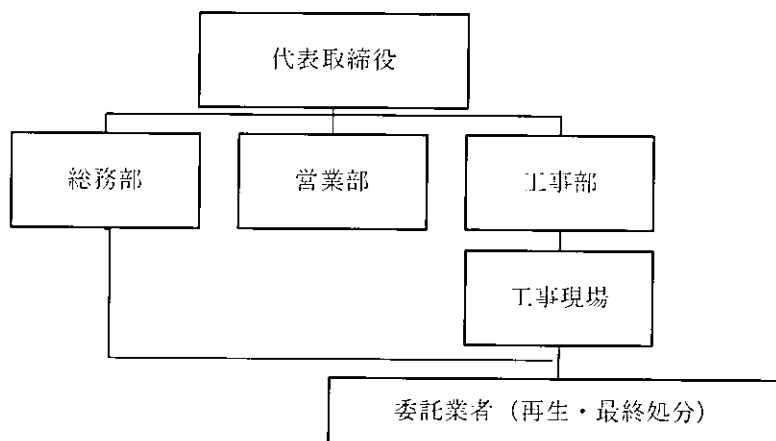 代表取締役
総務部
営業部
工事部
工事現場
委託業者（再生・最終処分）